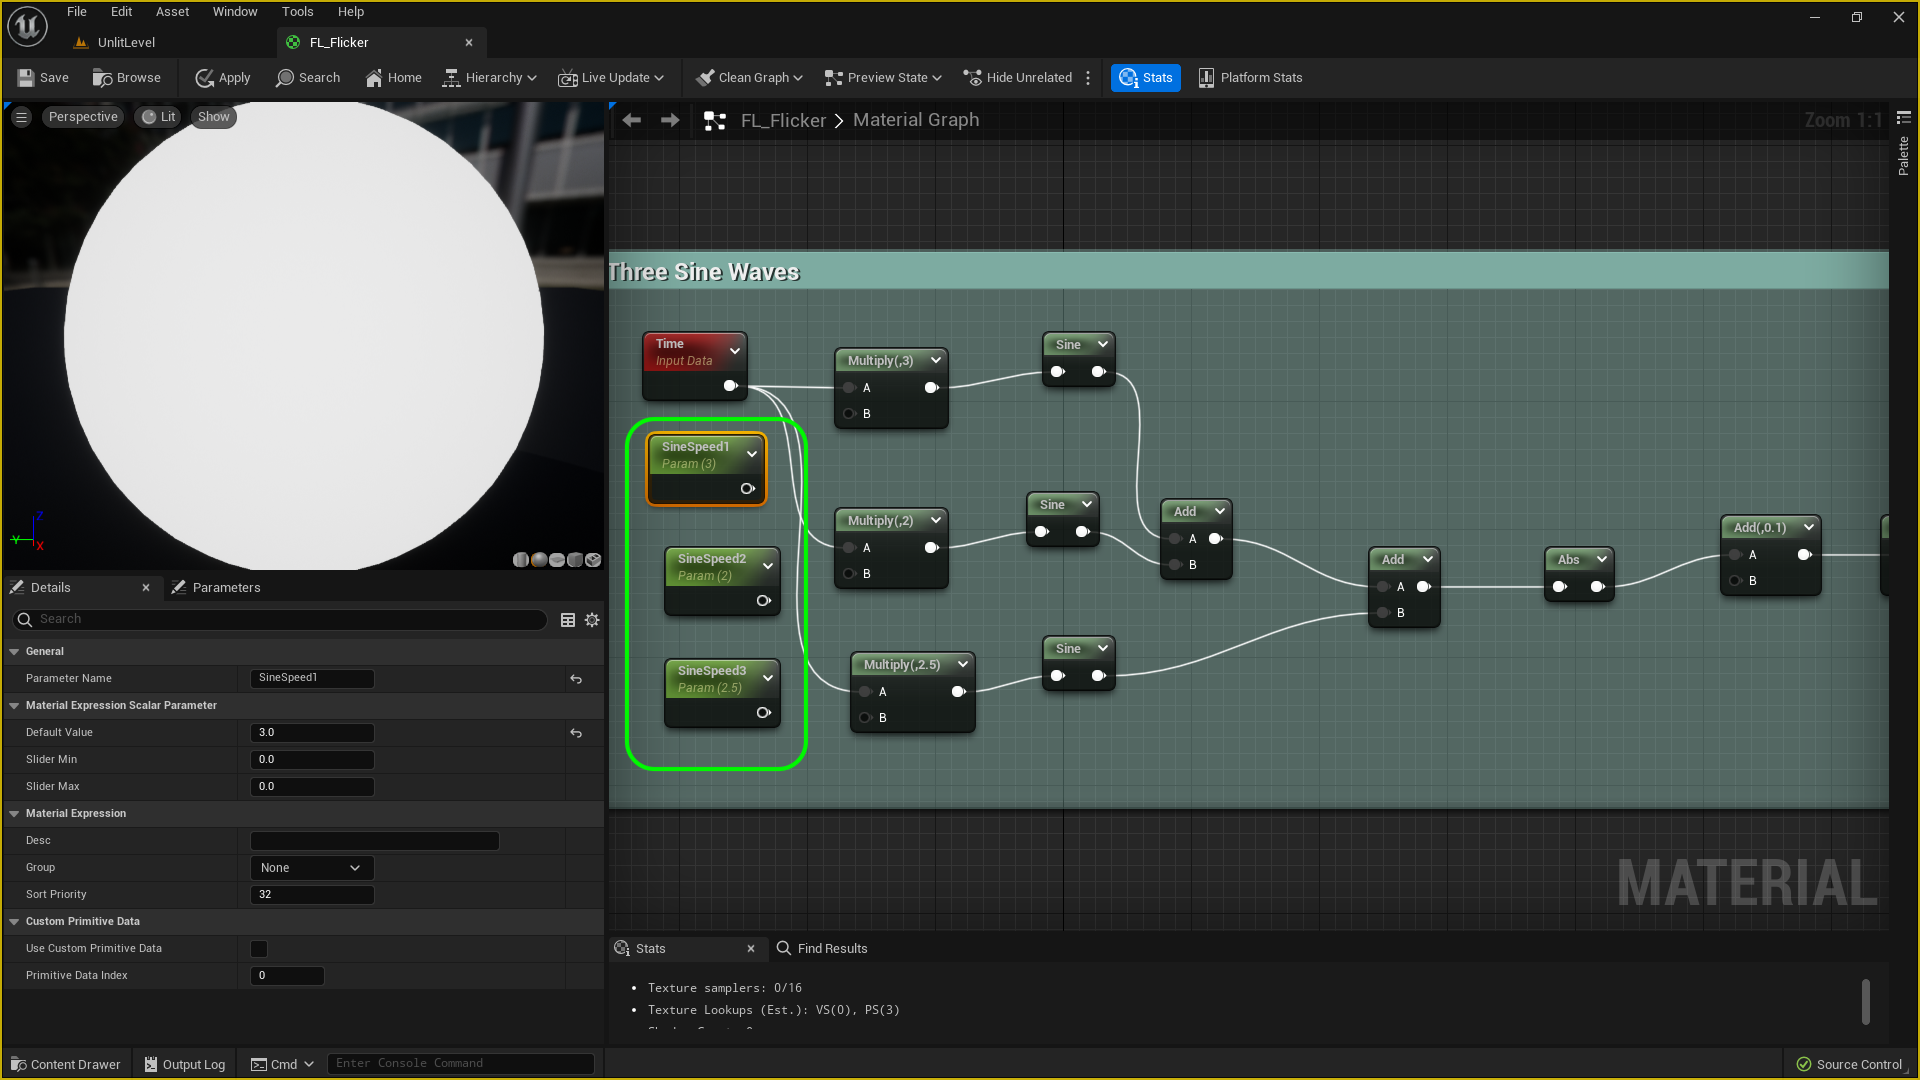 File Edit Asset Window Tools Help
UnlitLevel FL_Flicker
Save Browse Apply Search Home Hierarchy Live Update Clean Graph Preview State Hide Unrelated Stats Platform Stats
Perspective Lit Show
FL_Flicker > Material Graph
Zoom 1:1
Palette
Three Sine Waves
Time
Input Data
Multiply(,3)
A
B
Sine
SineSpeed1
Param (3)
Multiply(,2)
A
B
Sine
Add
A
B
SineSpeed2
Param (2)
Add
A
B
Abs
Add(,0.1)
A
B
SineSpeed3
Param (2.5)
Multiply(,2.5)
A
B
Sine
MATERIAL
Z
Y
X
Details Parameters
Search
General
Parameter Name SineSpeed1
Material Expression Scalar Parameter
Default Value 3.0
Slider Min 0.0
Slider Max 0.0
Material Expression
Desc
Group None
Sort Priority 32
Custom Primitive Data
Use Custom Primitive Data
Primitive Data Index 0
Stats Find Results
• Texture samplers: 0/16
• Texture Lookups (Est.): VS(0), PS(3)
Content Drawer Output Log Cmd Enter Console Command
Source Control